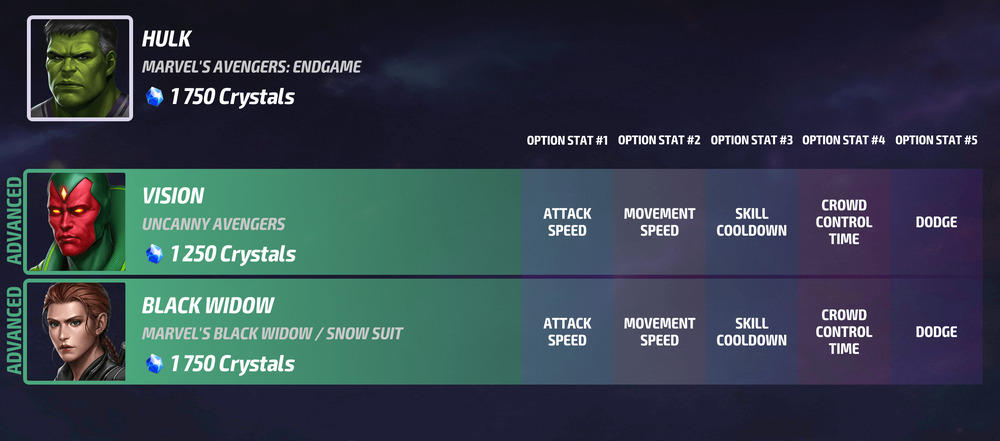 HULK
MARVEL'S AVENGERS: ENDGAME
1 750 Crystals
OPTION STAT #1 OPTION STAT #2 OPTION STAT #3 OPTION STAT #4 OPTION STAT #5
ADVANCED
VISION
UNCANNY AVENGERS
1 250 Crystals
ATTACK
SPEED
MOVEMENT
SPEED
SKILL
COOLDOWN
CROWD
CONTROL
TIME
DODGE
ADVANCED
BLACK WIDOW
MARVEL'S BLACK WIDOW / SNOW SUIT
1 750 Crystals
ATTACK
SPEED
MOVEMENT
SPEED
SKILL
COOLDOWN
CROWD
CONTROL
TIME
DODGE